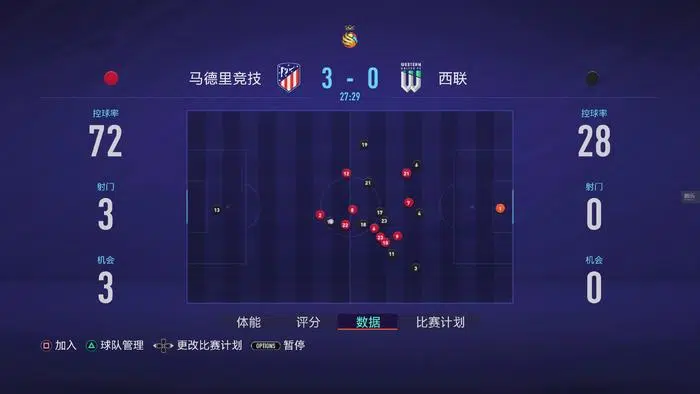 马德里竞技 3 - 0 西联
WESTERN
UNITED FC
27:29
控球率 控球率
72 28
射门 射门
3 0
机会 机会
3 0
19
6
12 21
21
7
13 8 17 4 1
2
22 18 23
6
23 9
10
11
3
体能 评分 数据 比赛计划
加入 球队管理 更改比赛计划 OPTIONS 暂停